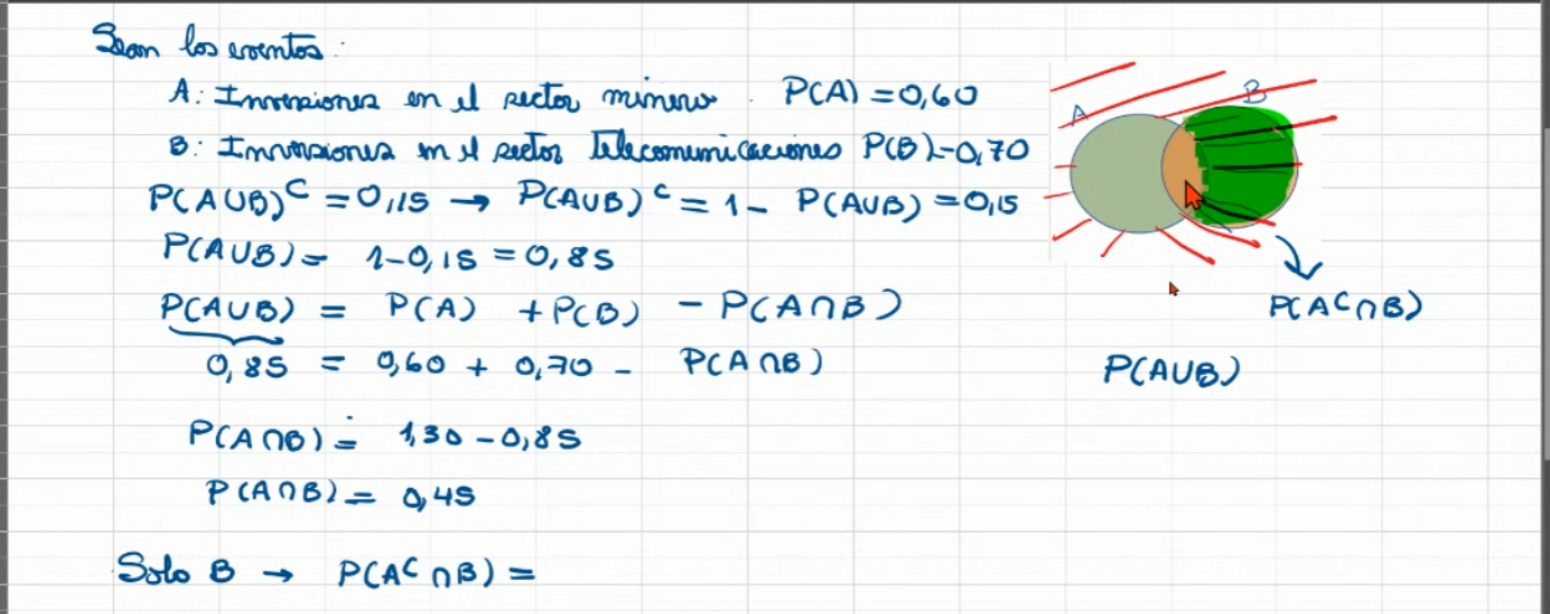 Sean los eventos:
A: Inversiones en el sector minero. P(A) = 0,60
B: Inversiones en el sector Telecomunicaciones P(B) = 0,70
P(A∪B)ᶜ = 0,15 → P(A∪B)ᶜ = 1 - P(A∪B) = 0,15
P(A∪B) = 1 - 0,15 = 0,85
P(A∪B) = P(A) + P(B) - P(A∩B)
0,85 = 0,60 + 0,70 - P(A∩B)
P(A∩B) = 1,30 - 0,85
P(A∩B) = 0,45
Solo B → P(Aᶜ∩B) =
A
B
P(Aᶜ∩B)
P(A∪B)